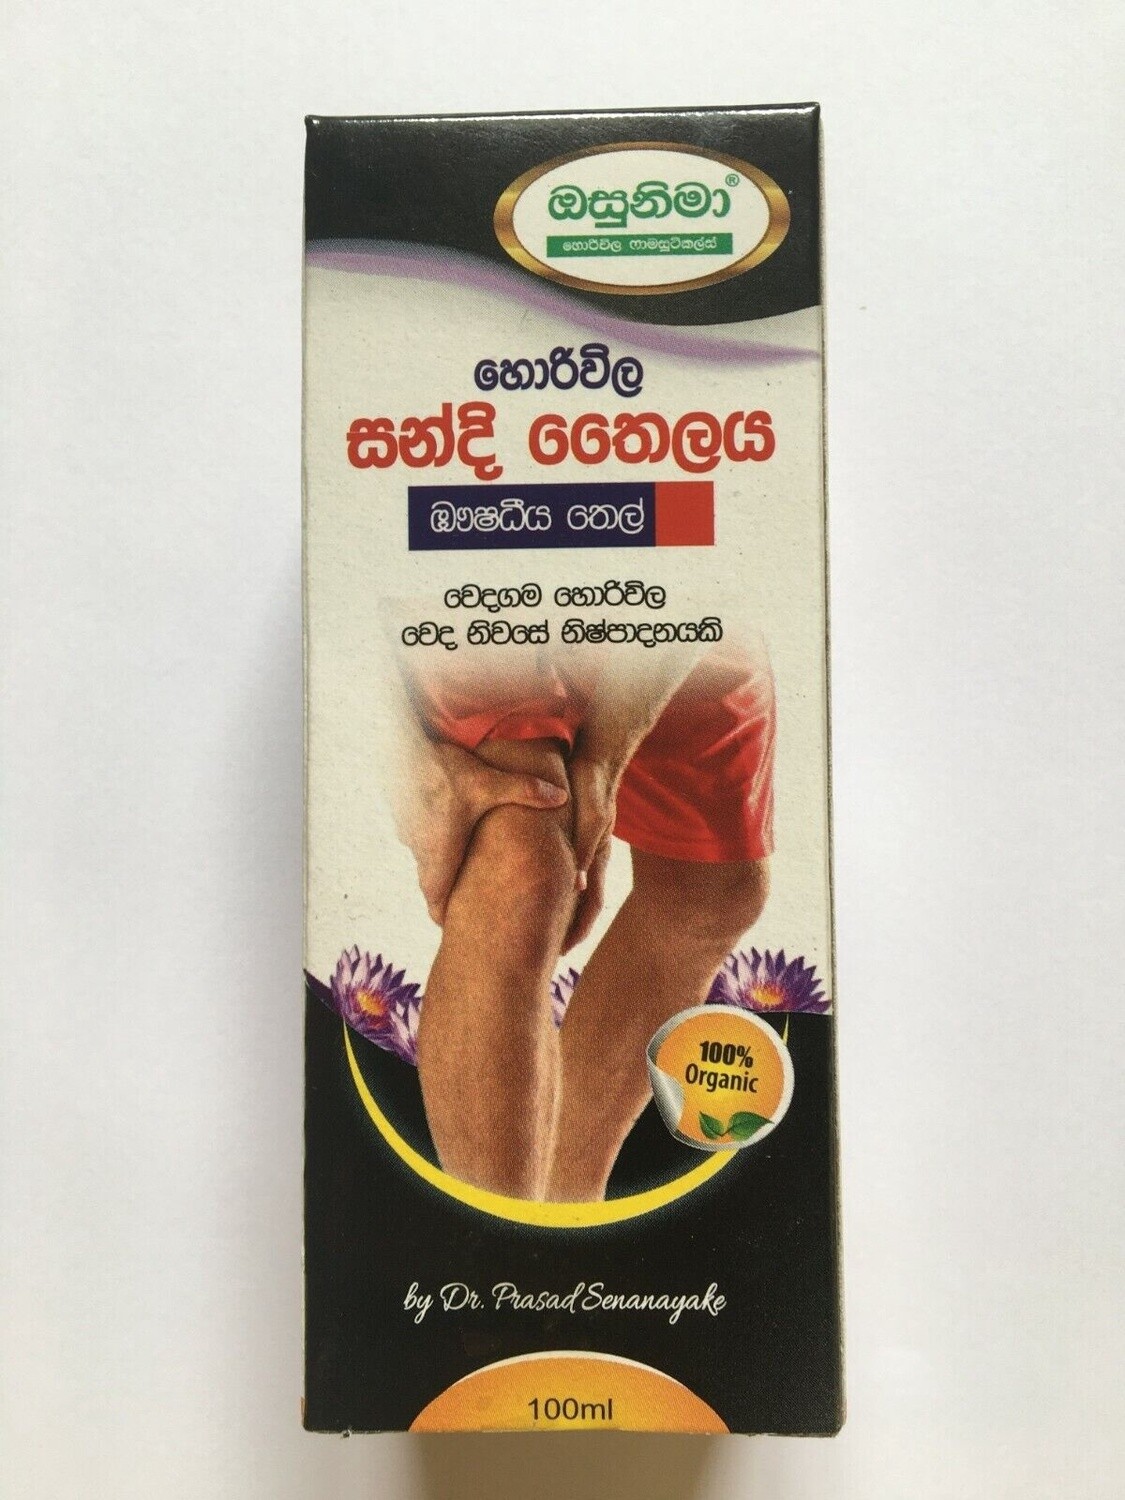 ඔසුනිමා®
හොරිවිල ෆාමසූටිකල්ස්
හොරිවිල
සන්දි තෛලය
ඖෂධීය තෙල්
වෙදගම හොරිවිල
වෙද නිවසේ නිෂ්පාදනයකි
100%
Organic
by Dr. Prasad Senanayake
100ml